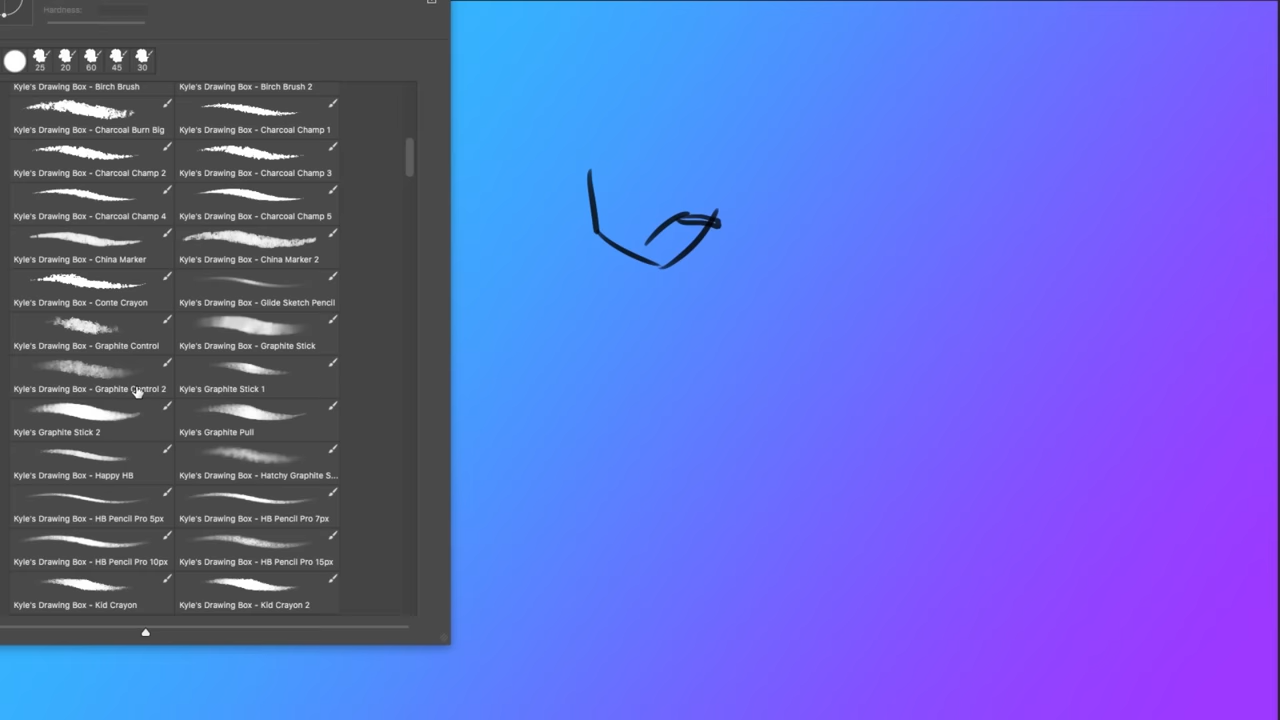 Hardness:
25 20 60 45 30
Kyle's Drawing Box - Birch Brush Kyle's Drawing Box - Birch Brush 2
Kyle's Drawing Box - Charcoal Burn Big Kyle's Drawing Box - Charcoal Champ 1
Kyle's Drawing Box - Charcoal Champ 2 Kyle's Drawing Box - Charcoal Champ 3
Kyle's Drawing Box - Charcoal Champ 4 Kyle's Drawing Box - Charcoal Champ 5
Kyle's Drawing Box - China Marker Kyle's Drawing Box - China Marker 2
Kyle's Drawing Box - Conte Crayon Kyle's Drawing Box - Gilde Sketch Pencil
Kyle's Drawing Box - Graphite Control Kyle's Drawing Box - Graphite Stick
Kyle's Drawing Box - Graphite Control 2 Kyle's Graphite Stick 1
Kyle's Graphite Stick 2 Kyle's Graphite Pull
Kyle's Drawing Box - Happy HB Kyle's Drawing Box - Hatchy Graphite S...
Kyle's Drawing Box - HB Pencil Pro 5px Kyle's Drawing Box - HB Pencil Pro 7px
Kyle's Drawing Box - HB Pencil Pro 10px Kyle's Drawing Box - HB Pencil Pro 15px
Kyle's Drawing Box - Kid Crayon Kyle's Drawing Box - Kid Crayon 2